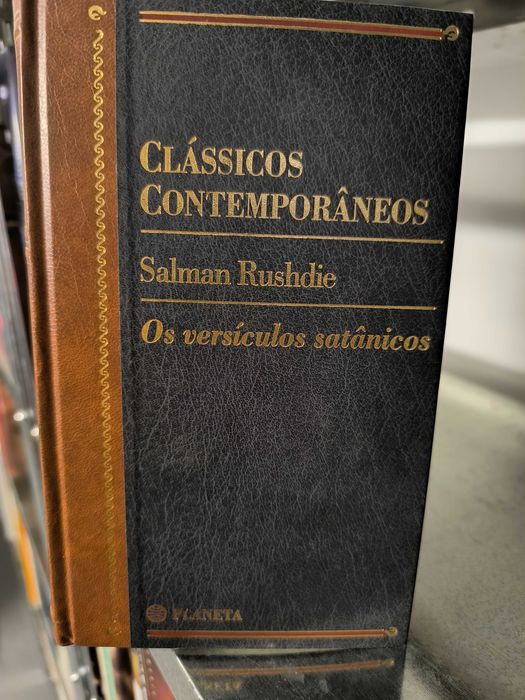 CLÁSSICOS
CONTEMPORÂNEOS
Salman Rushdie
Os versículos satânicos
PLANETA